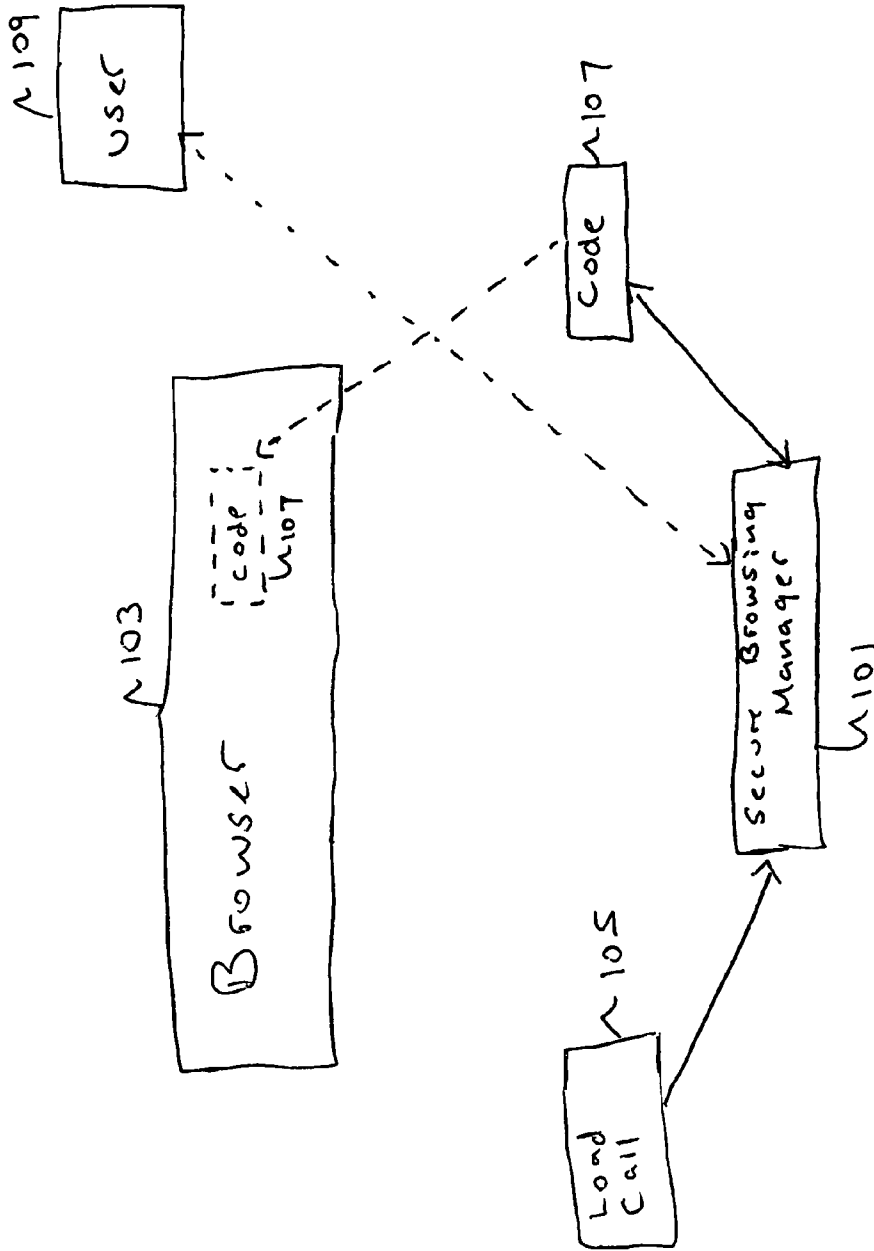 109
User
103
Browser
code
107
Code
107
Load
Call
105
Secure Browsing
Manager
101